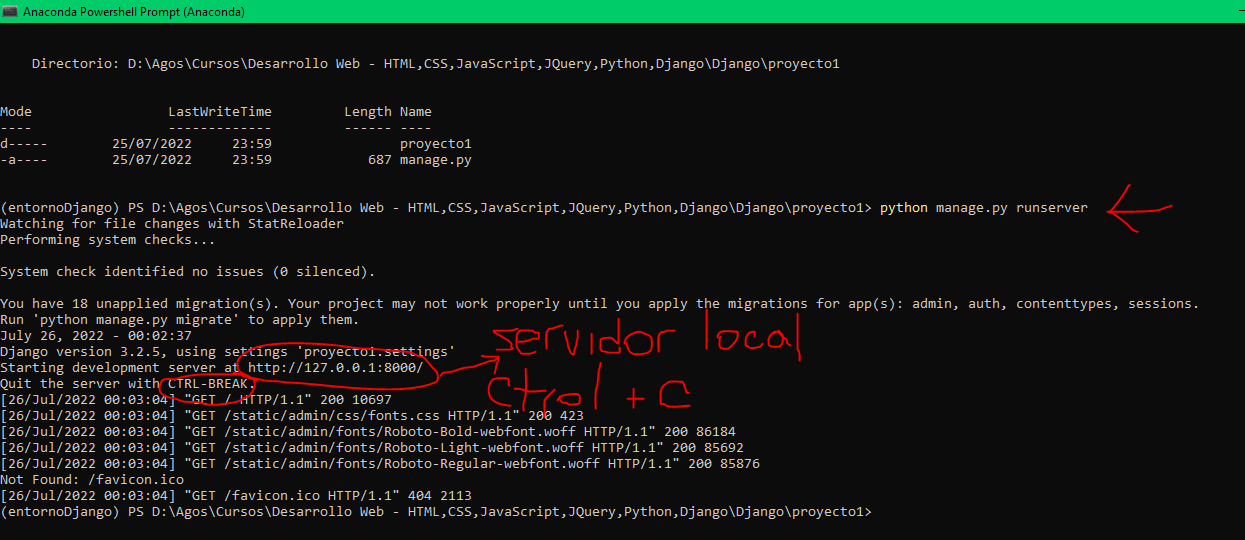 Anaconda Powershell Prompt (Anaconda)
Directorio: D:\Agos\Cursos\Desarrollo Web - HTML,CSS,JavaScript,JQuery,Python,Django\Django\proyecto1
Mode LastWriteTime Length Name
---- ------------- ------ ----
d----- 25/07/2022 23:59 proyecto1
-a---- 25/07/2022 23:59 687 manage.py
(entornoDjango) PS D:\Agos\Cursos\Desarrollo Web - HTML,CSS,JavaScript,JQuery,Python,Django\Django\proyecto1> python manage.py runserver
Watching for file changes with StatReloader
Performing system checks...
System check identified no issues (0 silenced).
You have 18 unapplied migration(s). Your project may not work properly until you apply the migrations for app(s): admin, auth, contenttypes, sessions.
Run 'python manage.py migrate' to apply them.
July 26, 2022 - 00:02:37
Django version 3.2.5, using settings 'proyecto1.settings'
Starting development server at http://127.0.0.1:8000/
servidor local
Quit the server with CTRL-BREAK.
Ctrol + C
[26/Jul/2022 00:03:04] "GET / HTTP/1.1" 200 10697
[26/Jul/2022 00:03:04] "GET /static/admin/css/fonts.css HTTP/1.1" 200 423
[26/Jul/2022 00:03:04] "GET /static/admin/fonts/Roboto-Bold-webfont.woff HTTP/1.1" 200 86184
[26/Jul/2022 00:03:04] "GET /static/admin/fonts/Roboto-Light-webfont.woff HTTP/1.1" 200 85692
[26/Jul/2022 00:03:04] "GET /static/admin/fonts/Roboto-Regular-webfont.woff HTTP/1.1" 200 85876
Not Found: /favicon.ico
[26/Jul/2022 00:03:04] "GET /favicon.ico HTTP/1.1" 404 2113
(entornoDjango) PS D:\Agos\Cursos\Desarrollo Web - HTML,CSS,JavaScript,JQuery,Python,Django\Django\proyecto1>